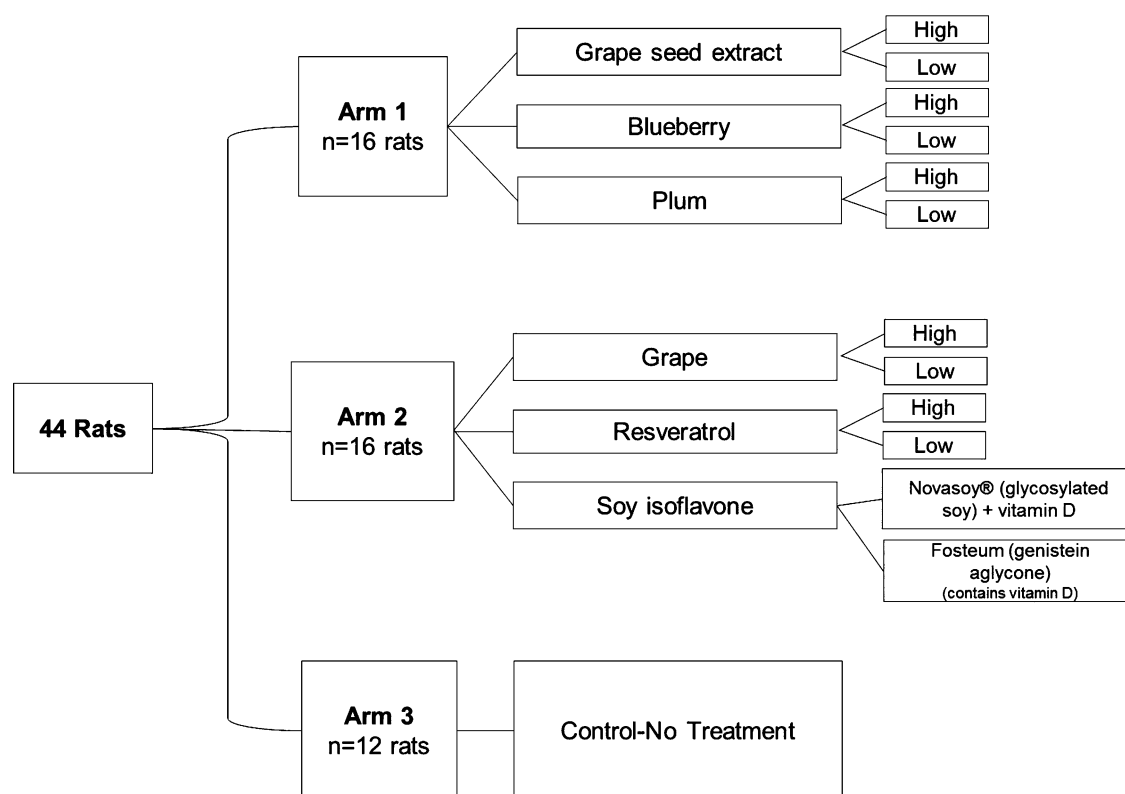 44 Rats
Arm 1
n=16 rats
Grape seed extract
High
Low
Blueberry
High
Low
Plum
High
Low
Arm 2
n=16 rats
Grape
High
Low
Resveratrol
High
Low
Soy isoflavone
Novasoy® (glycosylated
soy) + vitamin D
Fosteum (genistein
aglycone)
(contains vitamin D)
Arm 3
n=12 rats
Control-No Treatment